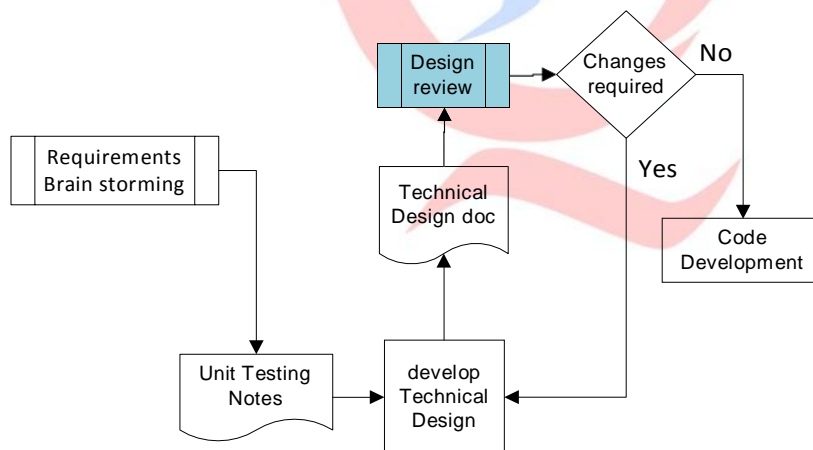 Design
review
Changes
required
No
Requirements
Brain storming
Technical
Design doc
Yes
Code
Development
Unit Testing
Notes
develop
Technical
Design